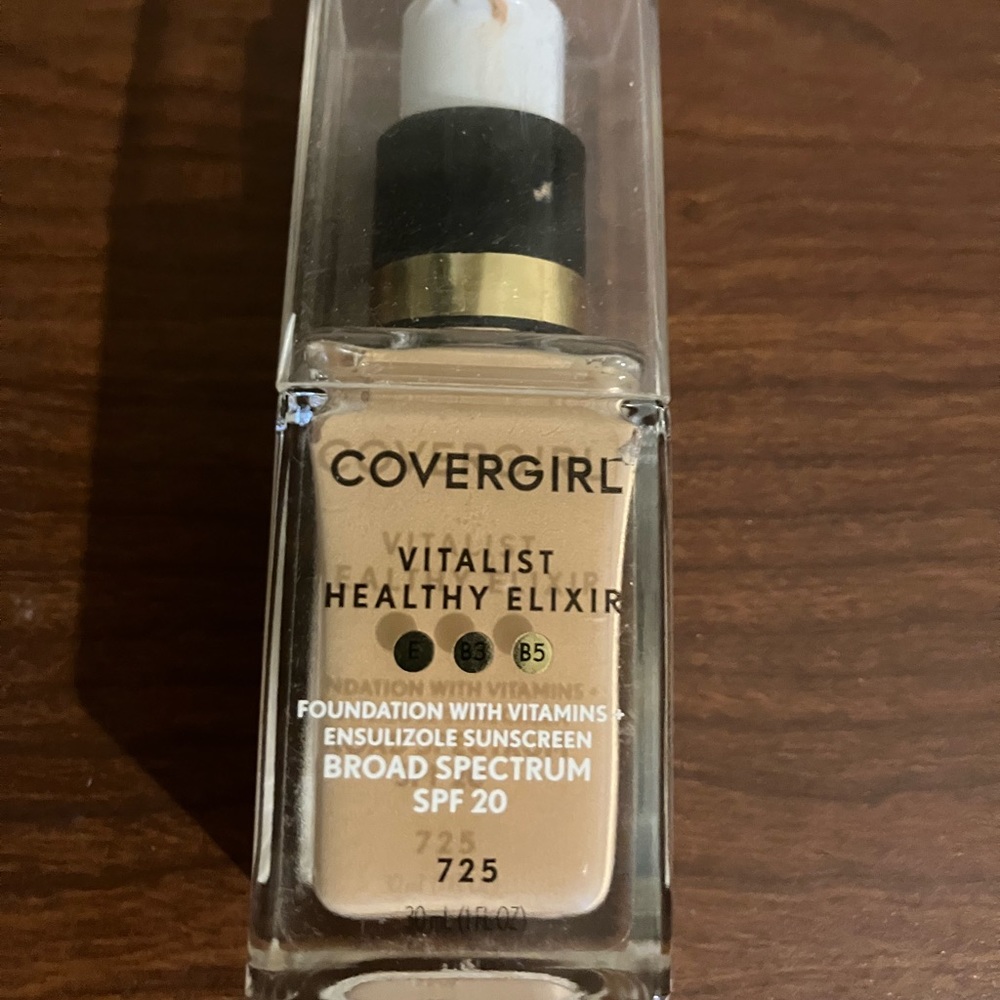 COVERGIRL
VITALIST
HEALTHY ELIXIR
E B3 B5
FOUNDATION WITH VITAMINS +
ENSULIZOLE SUNSCREEN
BROAD SPECTRUM
SPF 20
725
30 mL (1 FL OZ)